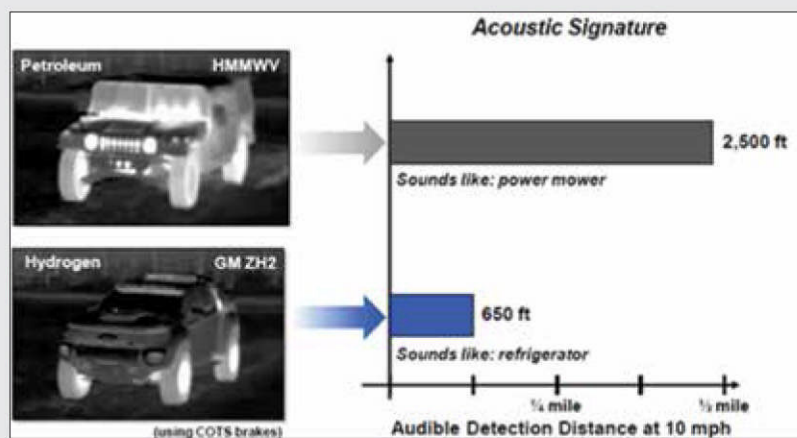 Acoustic Signature
Petroleum HMMWV
2,500 ft
Sounds like: power mower
Hydrogen GM ZH2
650 ft
Sounds like: refrigerator
(using COTS brakes)
¼ mile ½ mile
Audible Detection Distance at 10 mph